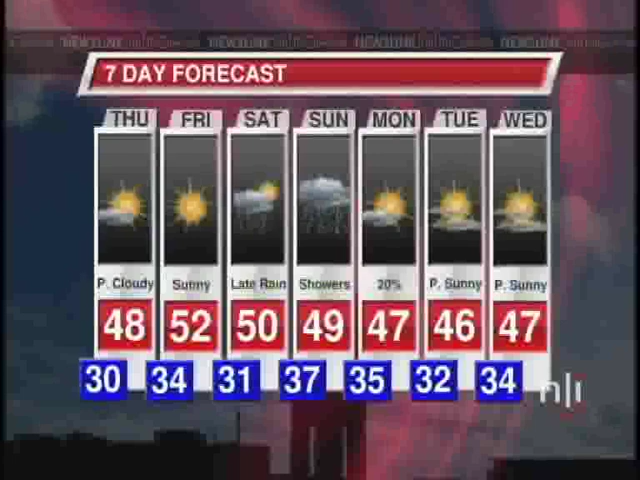 7 DAY FORECAST
THU FRI SAT SUN MON TUE WED
P. Cloudy Sunny Late Rain Showers 20% P. Sunny P. Sunny
48 52 50 49 47 46 47
30 34 31 37 35 32 34